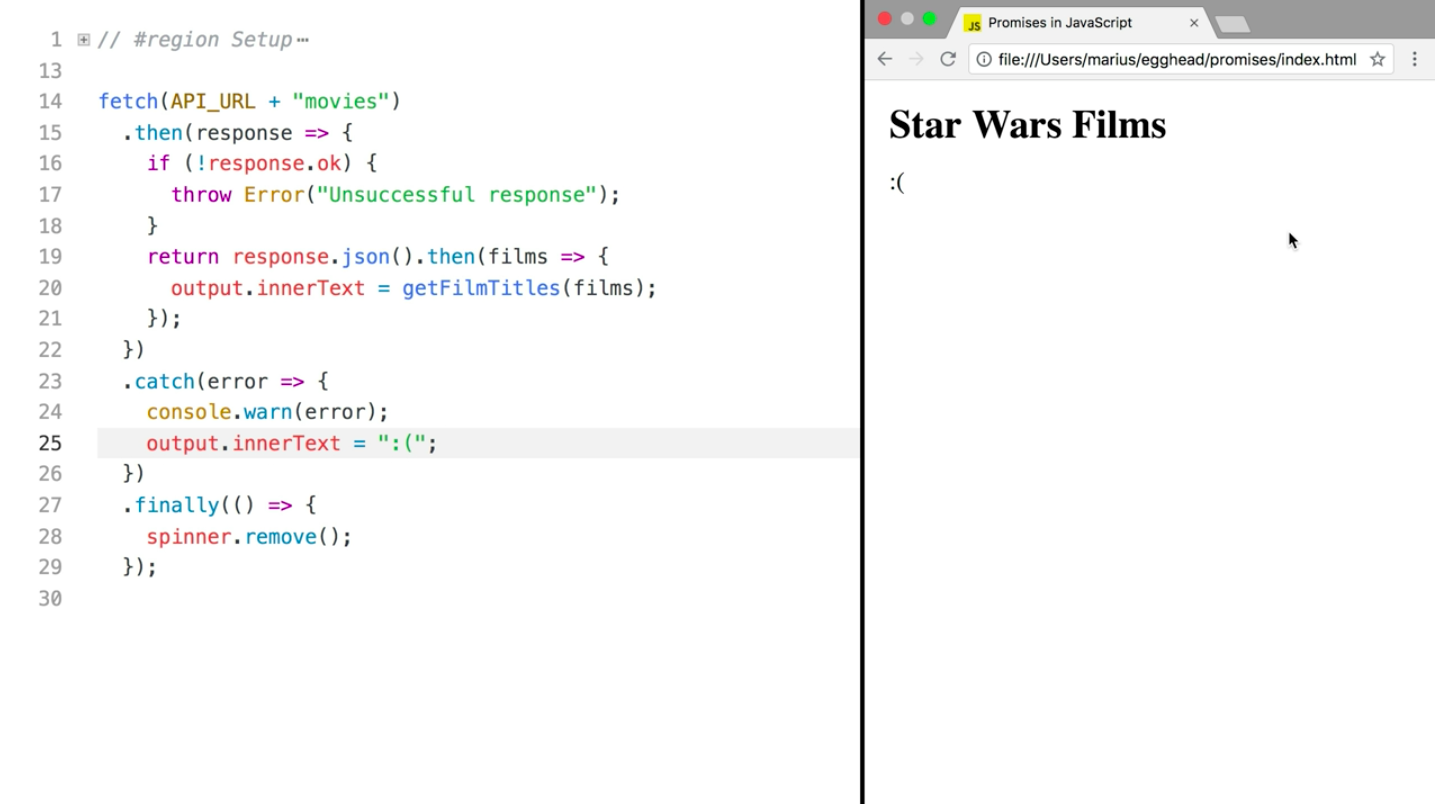 1 // #region Setup⋯
13
14 fetch(API_URL + "movies")
15 .then(response => {
16 if (!response.ok) {
17 throw Error("Unsuccessful response");
18 }
19 return response.json().then(films => {
20 output.innerText = getFilmTitles(films);
21 });
22 })
23 .catch(error => {
24 console.warn(error);
25 output.innerText = ":(";
26 })
27 .finally(() => {
28 spinner.remove();
29 });
30
JS Promises in JavaScript
file:///Users/marius/egghead/promises/index.html
Star Wars Films
:(